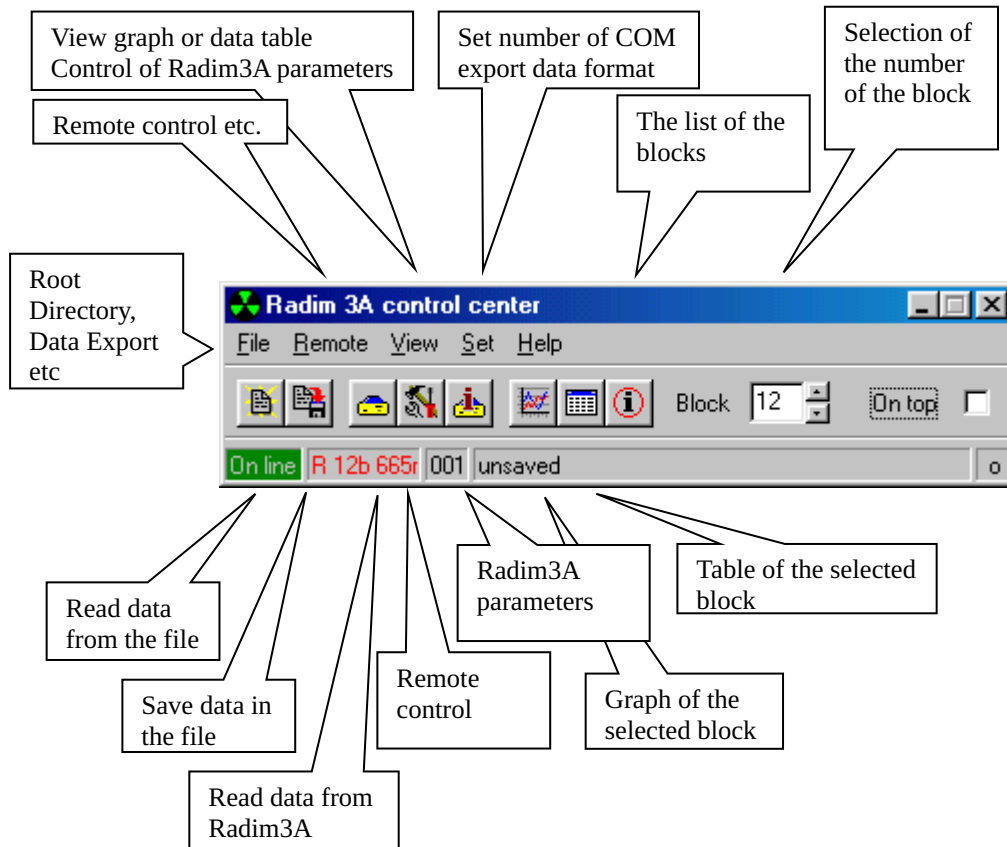 View graph or data table
Control of Radim3A parameters
Set number of COM
export data format
Selection of
the number
of the block
Remote control etc.
The list of the
blocks
Root
Directory,
Data Export
etc
Radim 3A control center
File Remote View Set Help
Block 12 On top
On line R 12b 665r 001 unsaved o
Read data
from the file
Radim3A
parameters
Table of the selected
block
Save data in
the file
Remote
control
Graph of the
selected block
Read data from
Radim3A